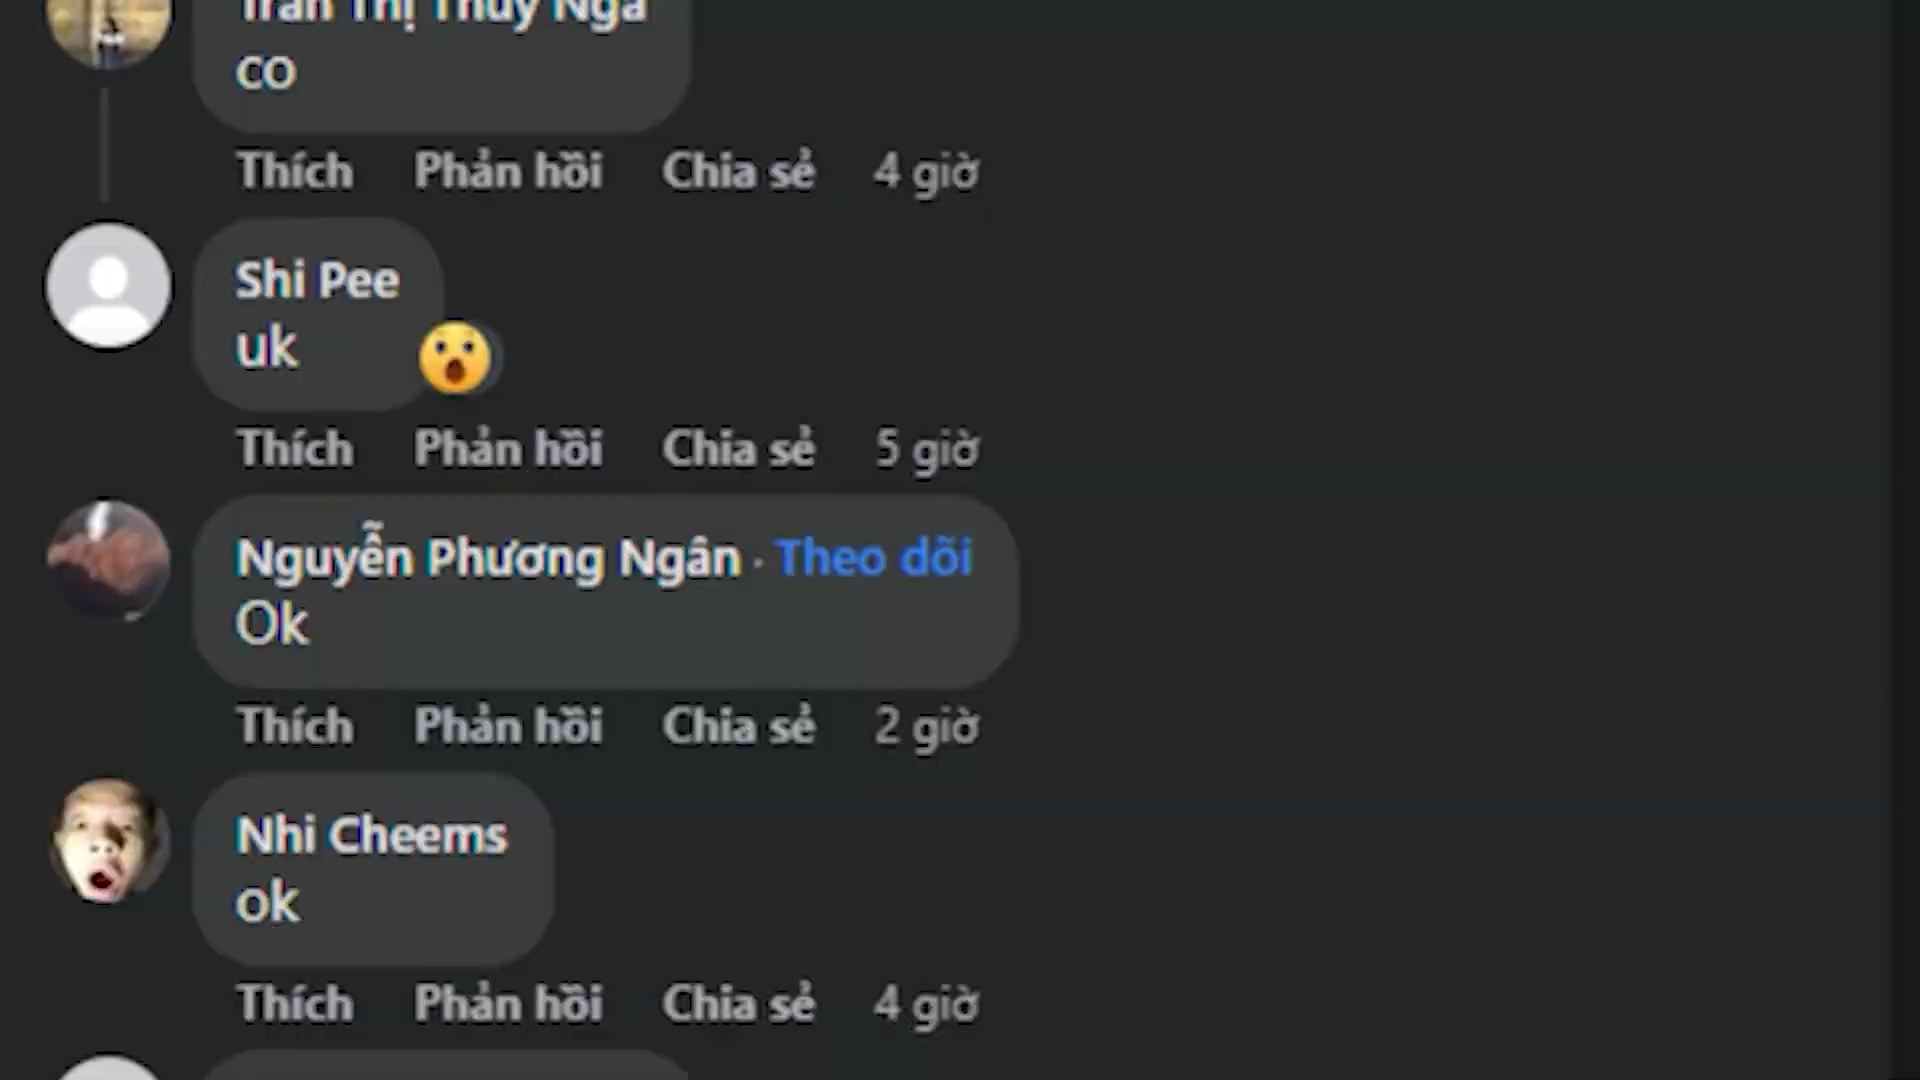 Trần Thị Thúy Nga
co
Thích Phản hồi Chia sẻ 4 giờ
Shi Pee
uk
Thích Phản hồi Chia sẻ 5 giờ
Nguyễn Phương Ngân · Theo dõi
Ok
Thích Phản hồi Chia sẻ 2 giờ
Nhi Cheems
ok
Thích Phản hồi Chia sẻ 4 giờ